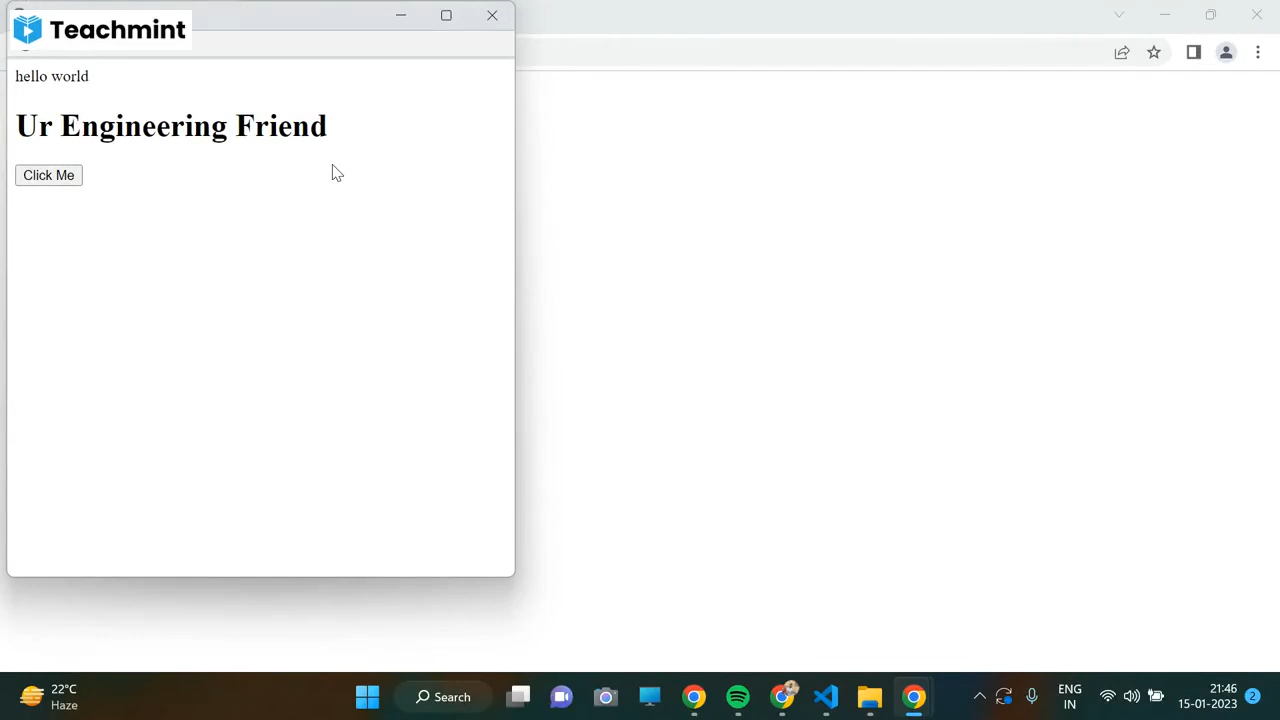 Teachmint
hello world
Ur Engineering Friend
Click Me
22°C
Haze
Search
ENG
IN
21:46
15-01-2023
2